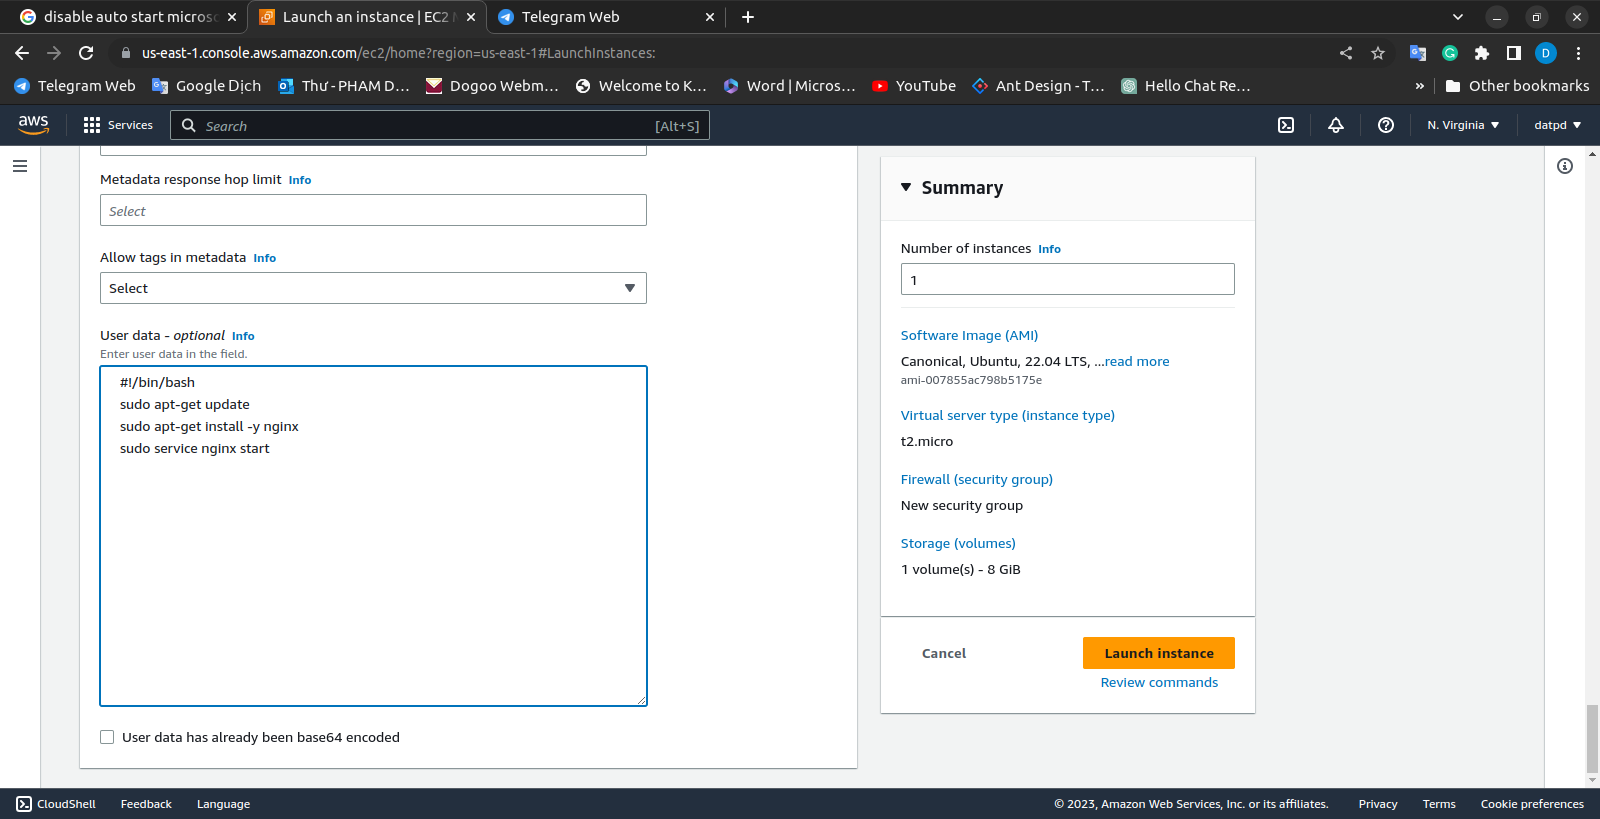 disable auto start micros
Launch an instance | EC2 M
Telegram Web
us-east-1.console.aws.amazon.com/ec2/home?region=us-east-1#LaunchInstances:
D
Telegram Web
Google Dịch
Thư - PHAM D...
Dogoo Webm...
Welcome to K...
Word | Micros...
YouTube
Ant Design - T...
Hello Chat Re...
»
Other bookmarks
aws
Services
Search
[Alt+S]
N. Virginia
datpd
Metadata response hop limit Info
Select
Allow tags in metadata Info
Select
User data - optional Info
Enter user data in the field.
#!/bin/bash
sudo apt-get update
sudo apt-get install -y nginx
sudo service nginx start
User data has already been base64 encoded
Summary
Number of instances Info
1
Software Image (AMI)
Canonical, Ubuntu, 22.04 LTS, ...read more
ami-007855ac798b5175e
Virtual server type (instance type)
t2.micro
Firewall (security group)
New security group
Storage (volumes)
1 volume(s) - 8 GiB
Cancel
Launch instance
Review commands
CloudShell
Feedback
Language
© 2023, Amazon Web Services, Inc. or its affiliates.
Privacy
Terms
Cookie preferences